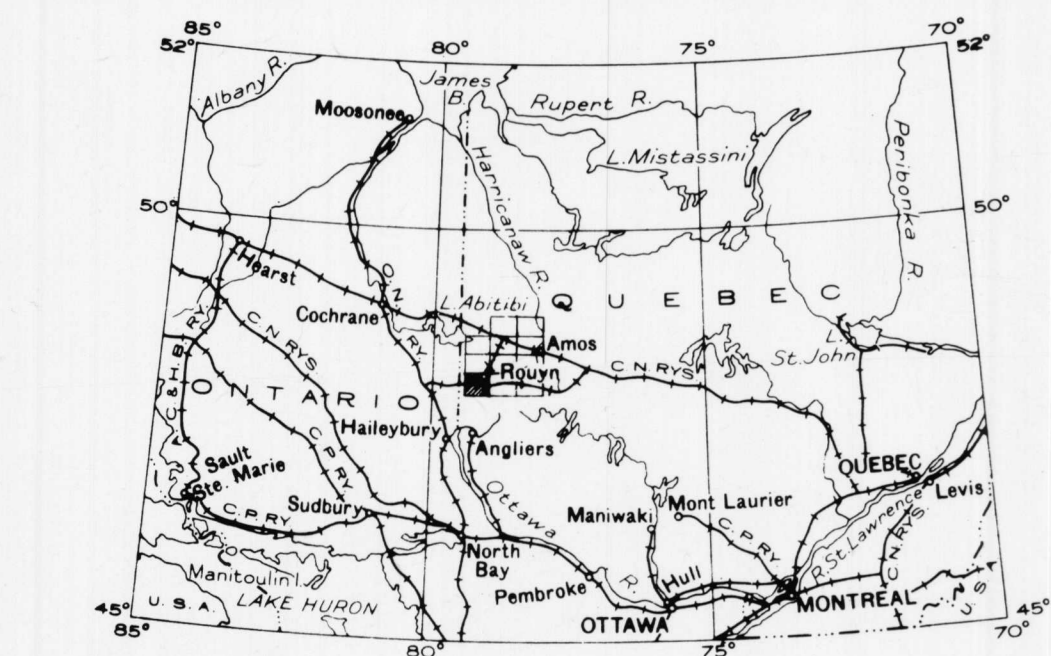 85°
80°
75°
70°
52°
52°
Albany R.
James
B.
Moosonee
Rupert R.
L. Mistassini
Harricanaw R.
Peribonka R.
50°
50°
Hearst
O. N. RY
L. Abitibi
QUEBEC
Cochrane
Amos
C.N.RYS
Rouyn
C.N.RYS
L.
St. John
A.C. & H.B. RY
ONTARIO
Haileybury
Angliers
C.P.RY
Sault
Ste. Marie
QUEBEC
Levis
Sudbury
C.P.RY
Ottawa R.
Maniwaki
Mont Laurier
C.P.RY
R. St. Lawrence
C.N.RYS
North
Bay
Manitoulin I.
Pembroke
Hull
LAKE HURON
U.S.A.
OTTAWA
MONTREAL
U.S.A.
45°
45°
85°
80°
75°
70°